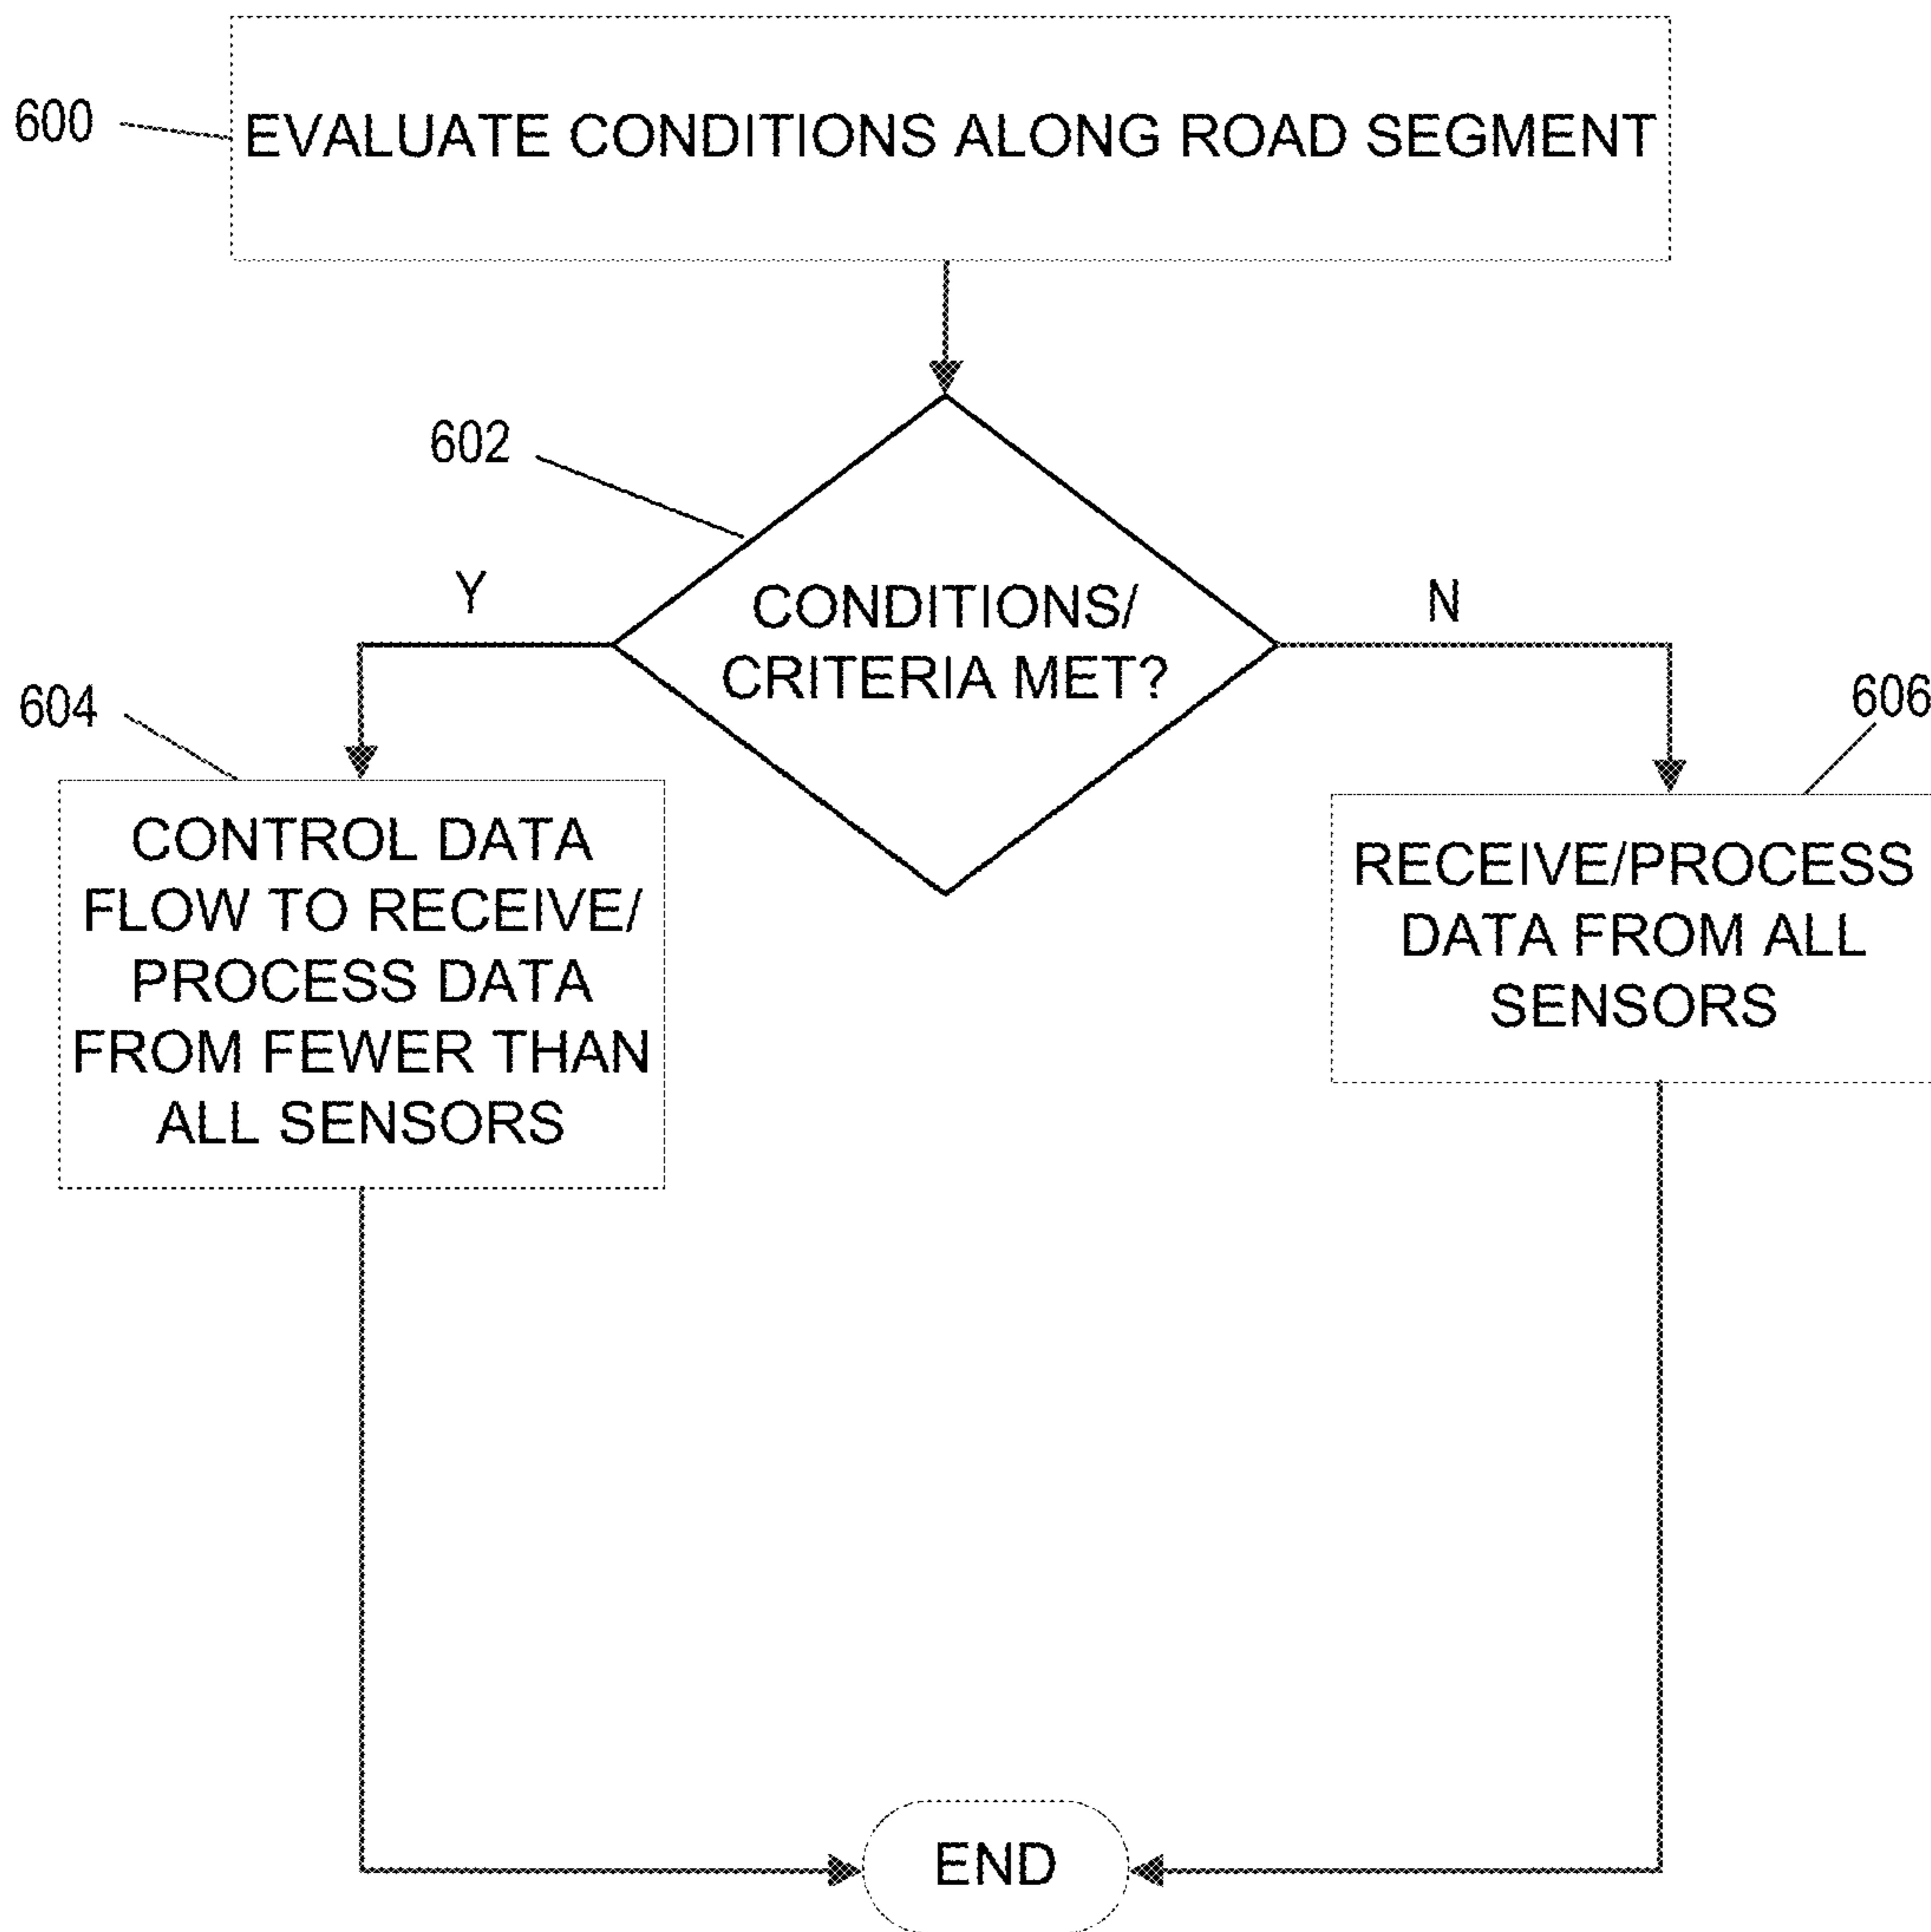 600
EVALUATE CONDITIONS ALONG ROAD SEGMENT
602
Y
CONDITIONS/
CRITERIA MET?
N
604
CONTROL DATA
FLOW TO RECEIVE/
PROCESS DATA
FROM FEWER THAN
ALL SENSORS
606
RECEIVE/PROCESS
DATA FROM ALL
SENSORS
END